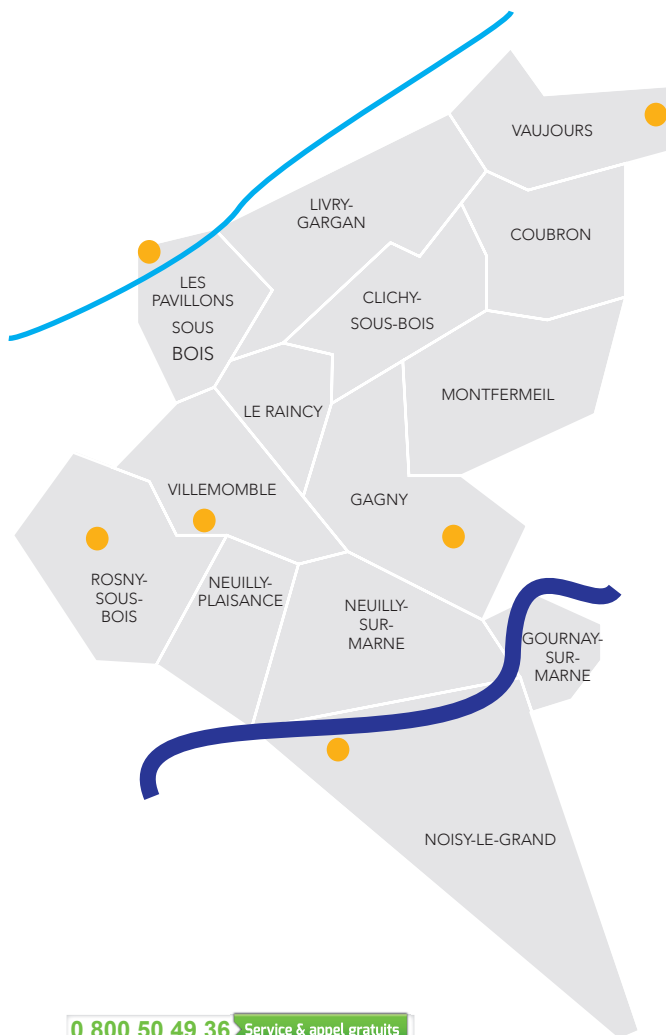 VAUJOURS
LIVRY-
GARGAN
COUBRON
LES
PAVILLONS
SOUS
BOIS
CLICHY-
SOUS-BOIS
MONTFERMEIL
LE RAINCY
VILLEMOMBLE
GAGNY
ROSNY-
SOUS-
BOIS
NEUILLY-
PLAISANCE
NEUILLY-
SUR-
MARNE
GOURNAY-
SUR-
MARNE
NOISY-LE-GRAND
0 800 50 49 36 Service & appel gratuits